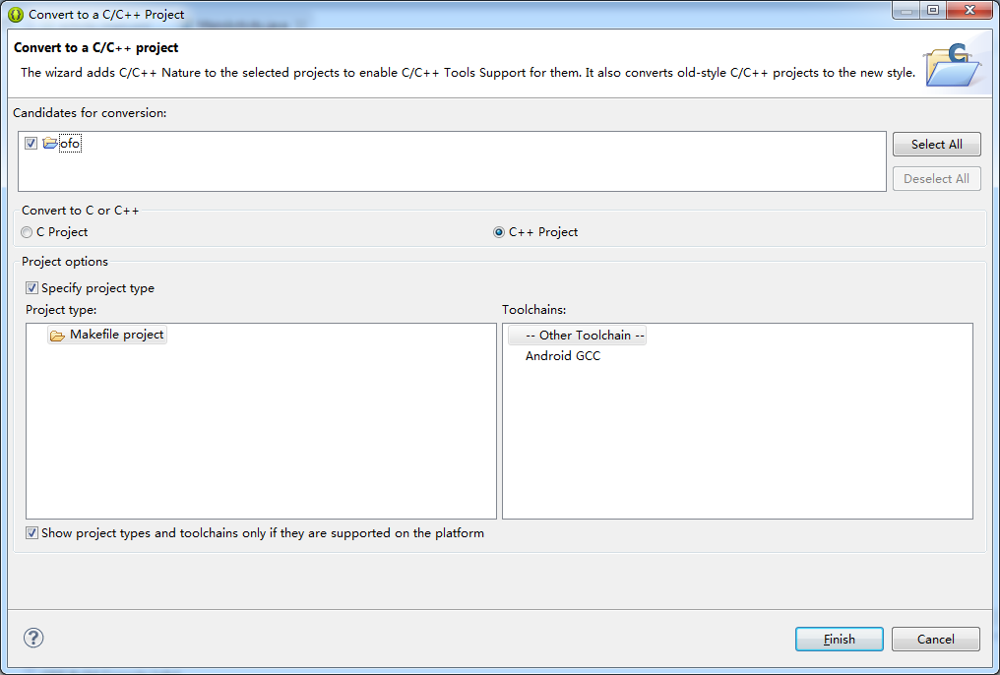 Convert to a C/C++ Project
Convert to a C/C++ project
The wizard adds C/C++ Nature to the selected projects to enable C/C++ Tools Support for them. It also converts old-style C/C++ projects to the new style.
Candidates for conversion:
ofo
Select All
Deselect All
Convert to C or C++
C Project
C++ Project
Project options
Specify project type
Project type:
Toolchains:
Makefile project
-- Other Toolchain --
Android GCC
Show project types and toolchains only if they are supported on the platform
?
Finish
Cancel